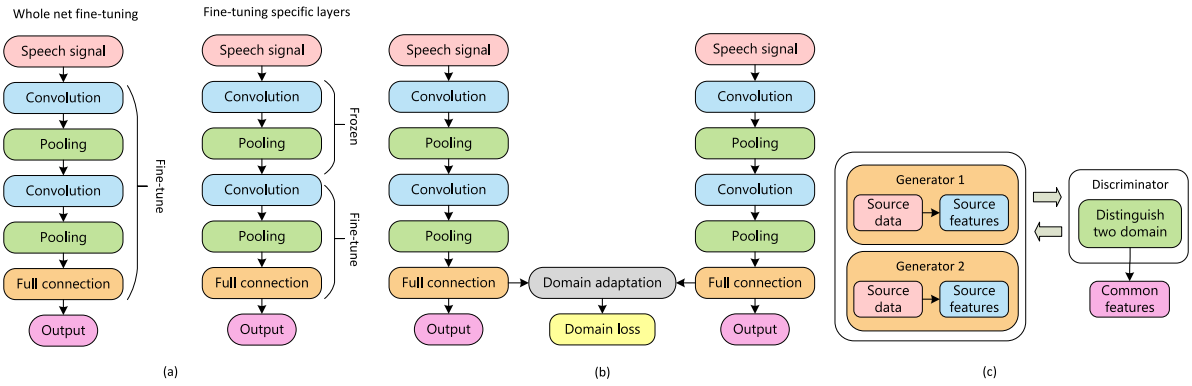 Whole net fine-tuning
Speech signal
Convolution
Pooling
Convolution
Pooling
Full connection
Output
Fine-tune
Fine-tuning specific layers
Speech signal
Convolution
Pooling
Convolution
Pooling
Full connection
Output
Frozen
Fine-tune
(a)
Speech signal
Convolution
Pooling
Convolution
Pooling
Full connection
Output
Domain adaptation
Domain loss
Speech signal
Convolution
Pooling
Convolution
Pooling
Full connection
Output
(b)
Generator 1
Source
data
Source
features
Generator 2
Source
data
Source
features
Discriminator
Distinguish
two domain
Common
features
(c)